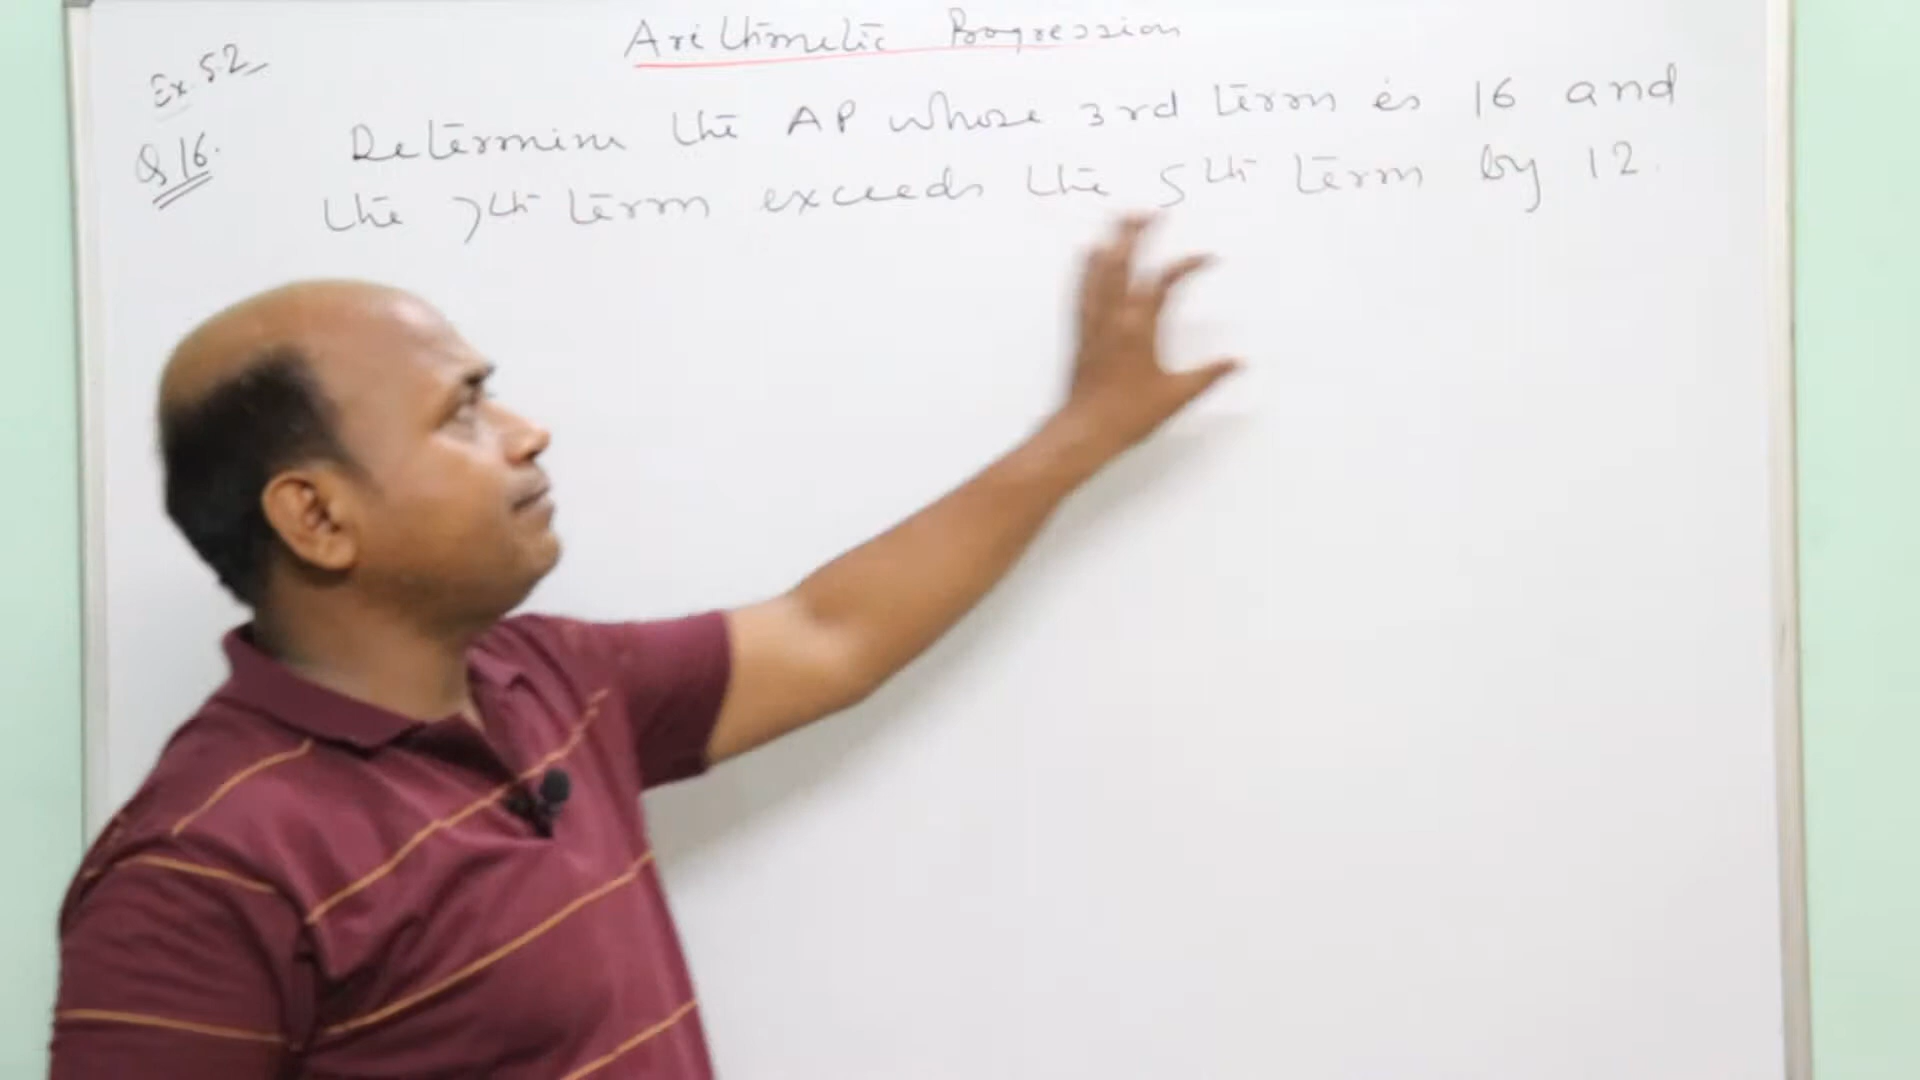 Arithmetic Progression
Ex. 5.2
Q 16. Determine the AP whose 3rd term is 16 and
the 7th term exceeds the 5th term by 12.